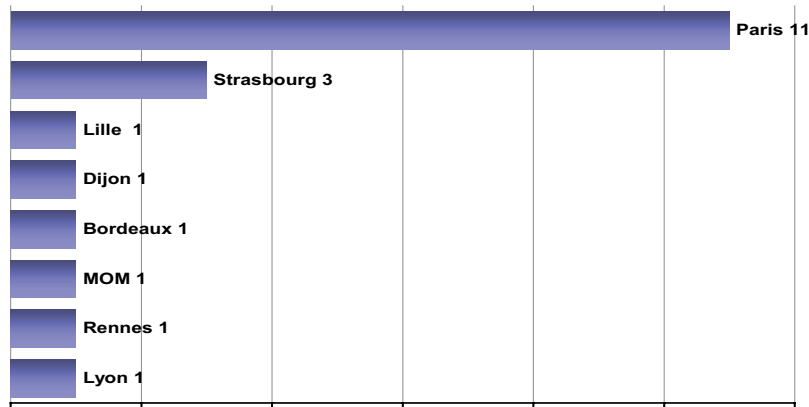 Paris 11
Strasbourg 3
Lille  1
Dijon 1
Bordeaux 1
MOM 1
Rennes 1
Lyon 1